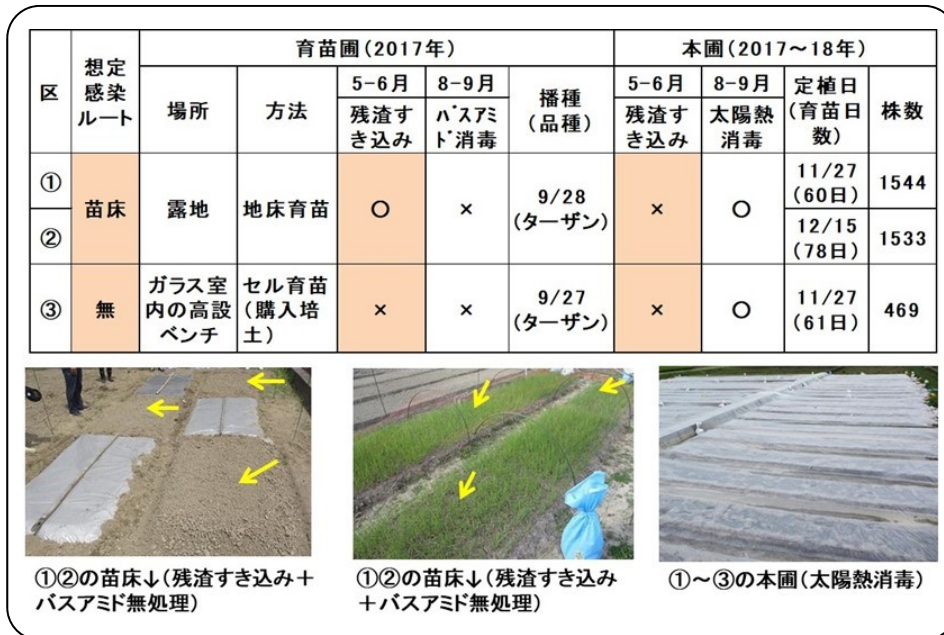 育苗圃(2017年) 本圃(2017〜18年)
区 想定感染ルート 場所 方法 5-6月 8-9月 播種(品種) 5-6月 8-9月 定植日(育苗日数) 株数
残渣すき込み バスアミド消毒 残渣すき込み 太陽熱消毒
① 苗床 露地 地床育苗 ○ × 9/28(ターザン) × ○ 11/27(60日) 1544
② 12/15(78日) 1533
③ 無 ガラス室内の高設ベンチ セル育苗(購入培土) × × 9/27(ターザン) × ○ 11/27(61日) 469
①②の苗床↓(残渣すき込み＋
バスアミド無処理)
①②の苗床↓(残渣すき込み
＋バスアミド無処理)
①〜③の本圃(太陽熱消毒)